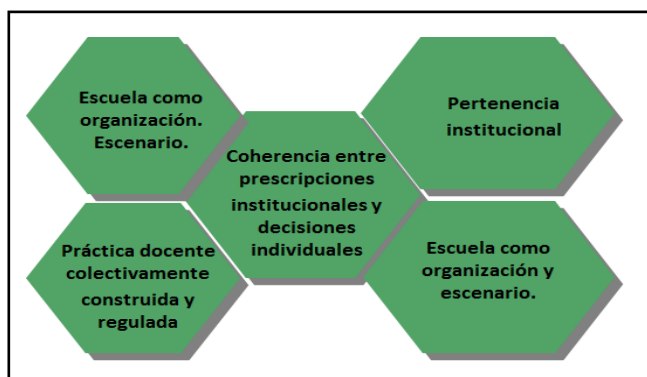 Escuela como
organización.
Escenario.
Pertenencia
institucional
Coherencia entre
prescripciones
institucionales y
decisiones
individuales
Práctica docente
colectivamente
construida y
regulada
Escuela como
organización y
escenario.